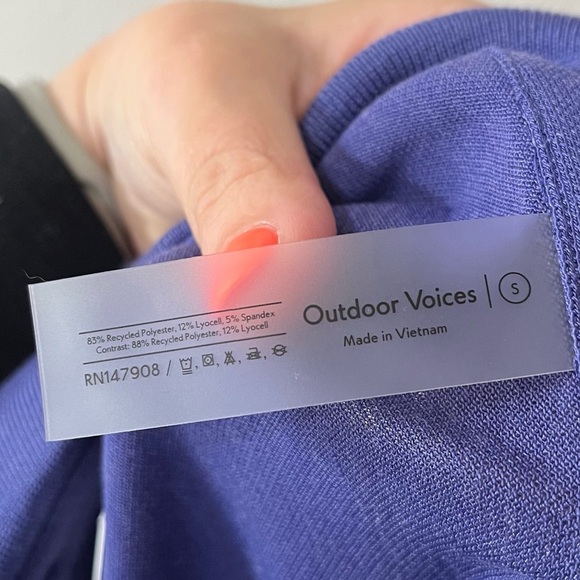 83% Recycled Polyester, 12% Lyocell, 5% Spandex
Contrast: 88% Recycled Polyester, 12% Lyocell
RN147908 /
Outdoor Voices | S
Made in Vietnam